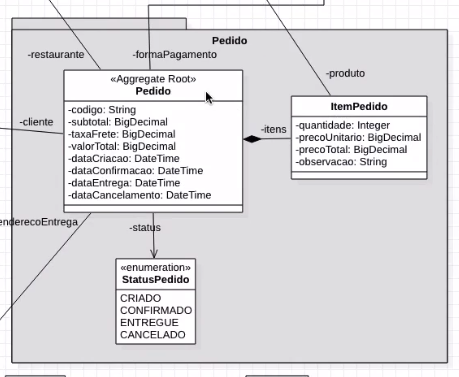 Pedido
-restaurante
-formaPagamento
-produto
«Aggregate Root»
Pedido
-codigo: String
-subtotal: BigDecimal
-taxaFrete: BigDecimal
-valorTotal: BigDecimal
-dataCriacao: DateTime
-dataConfirmacao: DateTime
-dataEntrega: DateTime
-dataCancelamento: DateTime
-cliente
-itens
ItemPedido
-quantidade: Integer
-precoUnitario: BigDecimal
-precoTotal: BigDecimal
-observacao: String
enderecoEntrega
-status
«enumeration»
StatusPedido
CRIADO
CONFIRMADO
ENTREGUE
CANCELADO